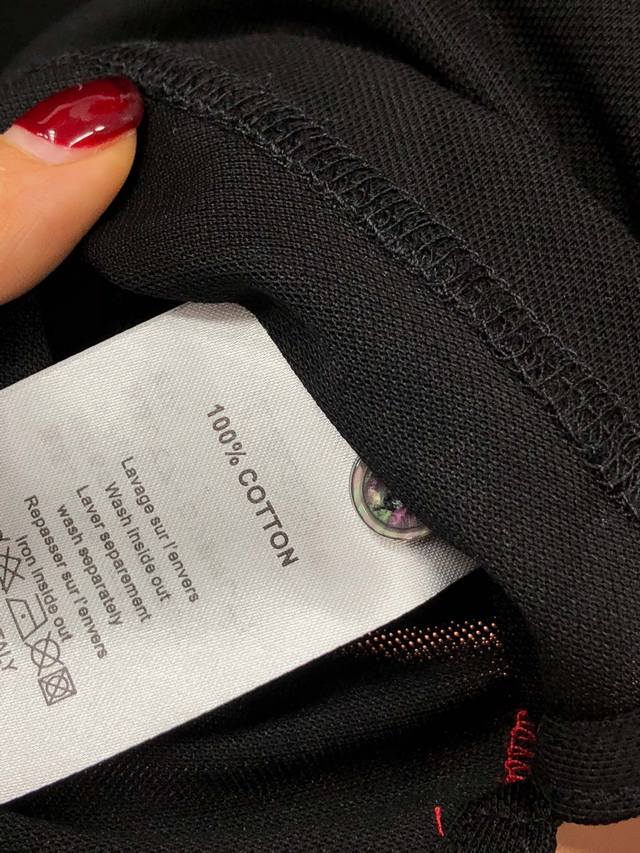 100% COTTON
Lavage sur l'envers
Wash inside out
Laver separement
wash separately
Repasser sur l'envers
Iron inside out